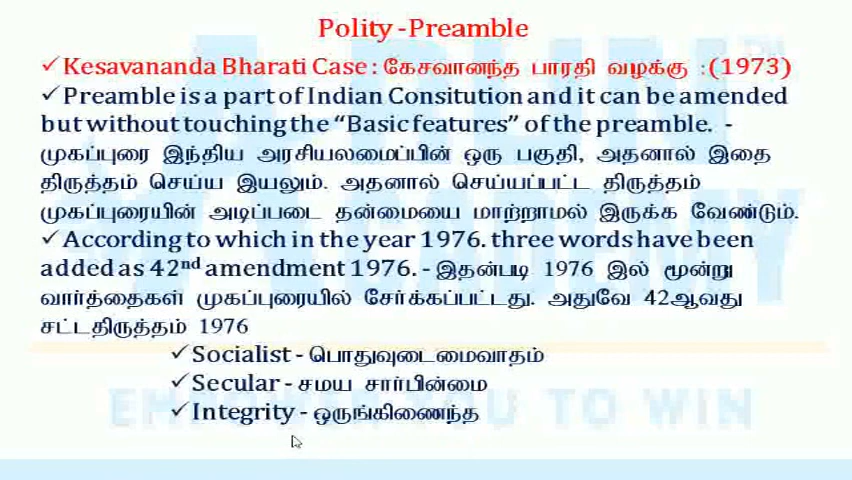 Polity -Preamble
✓Kesavananda Bharati Case : கேசவானந்த பாரதி வழக்கு :(1973)
✓Preamble is a part of Indian Consitution and it can be amended
but without touching the “Basic features” of the preamble. -
முகப்புரை இந்திய அரசியலமைப்பின் ஒரு பகுதி, அதனால் இதை
திருத்தம் செய்ய இயலும். அதனால் செய்யப்பட்ட திருத்தம்
முகப்புரையின் அடிப்படை தன்மையை மாற்றாமல் இருக்க வேண்டும்.
✓According to which in the year 1976. three words have been
added as 42nd amendment 1976. - இதன்படி 1976 இல் மூன்று
வார்த்தைகள் முகப்புரையில் சேர்க்கப்பட்டது. அதுவே 42ஆவது
சட்டதிருத்தம் 1976
✓Socialist - பொதுவுடைமைவாதம்
✓Secular - சமய சார்பின்மை
✓Integrity - ஒருங்கிணைந்த
EMPOWER YOU TO WIN